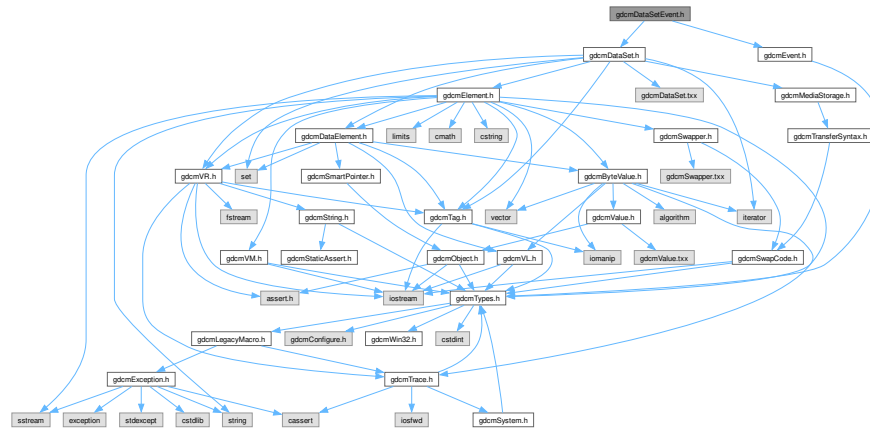 gdcmDataSetEvent.h
gdcmDataSet.h
gdcmEvent.h
gdcmElement.h
gdcmDataSet.txx
gdcmMediaStorage.h
gdcmDataElement.h
limits
cmath
cstring
gdcmSwapper.h
gdcmTransferSyntax.h
gdcmVR.h
set
gdcmSmartPointer.h
gdcmByteValue.h
gdcmSwapper.txx
fstream
gdcmString.h
gdcmTag.h
vector
gdcmValue.h
algorithm
iterator
gdcmVM.h
gdcmStaticAssert.h
gdcmObject.h
gdcmVL.h
iomanip
gdcmValue.txx
gdcmSwapCode.h
assert.h
iostream
gdcmTypes.h
gdcmLegacyMacro.h
gdcmConfigure.h
gdcmWin32.h
cstdint
gdcmException.h
gdcmTrace.h
sstream
exception
stdexcept
cstdlib
string
cassert
iosfwd
gdcmSystem.h